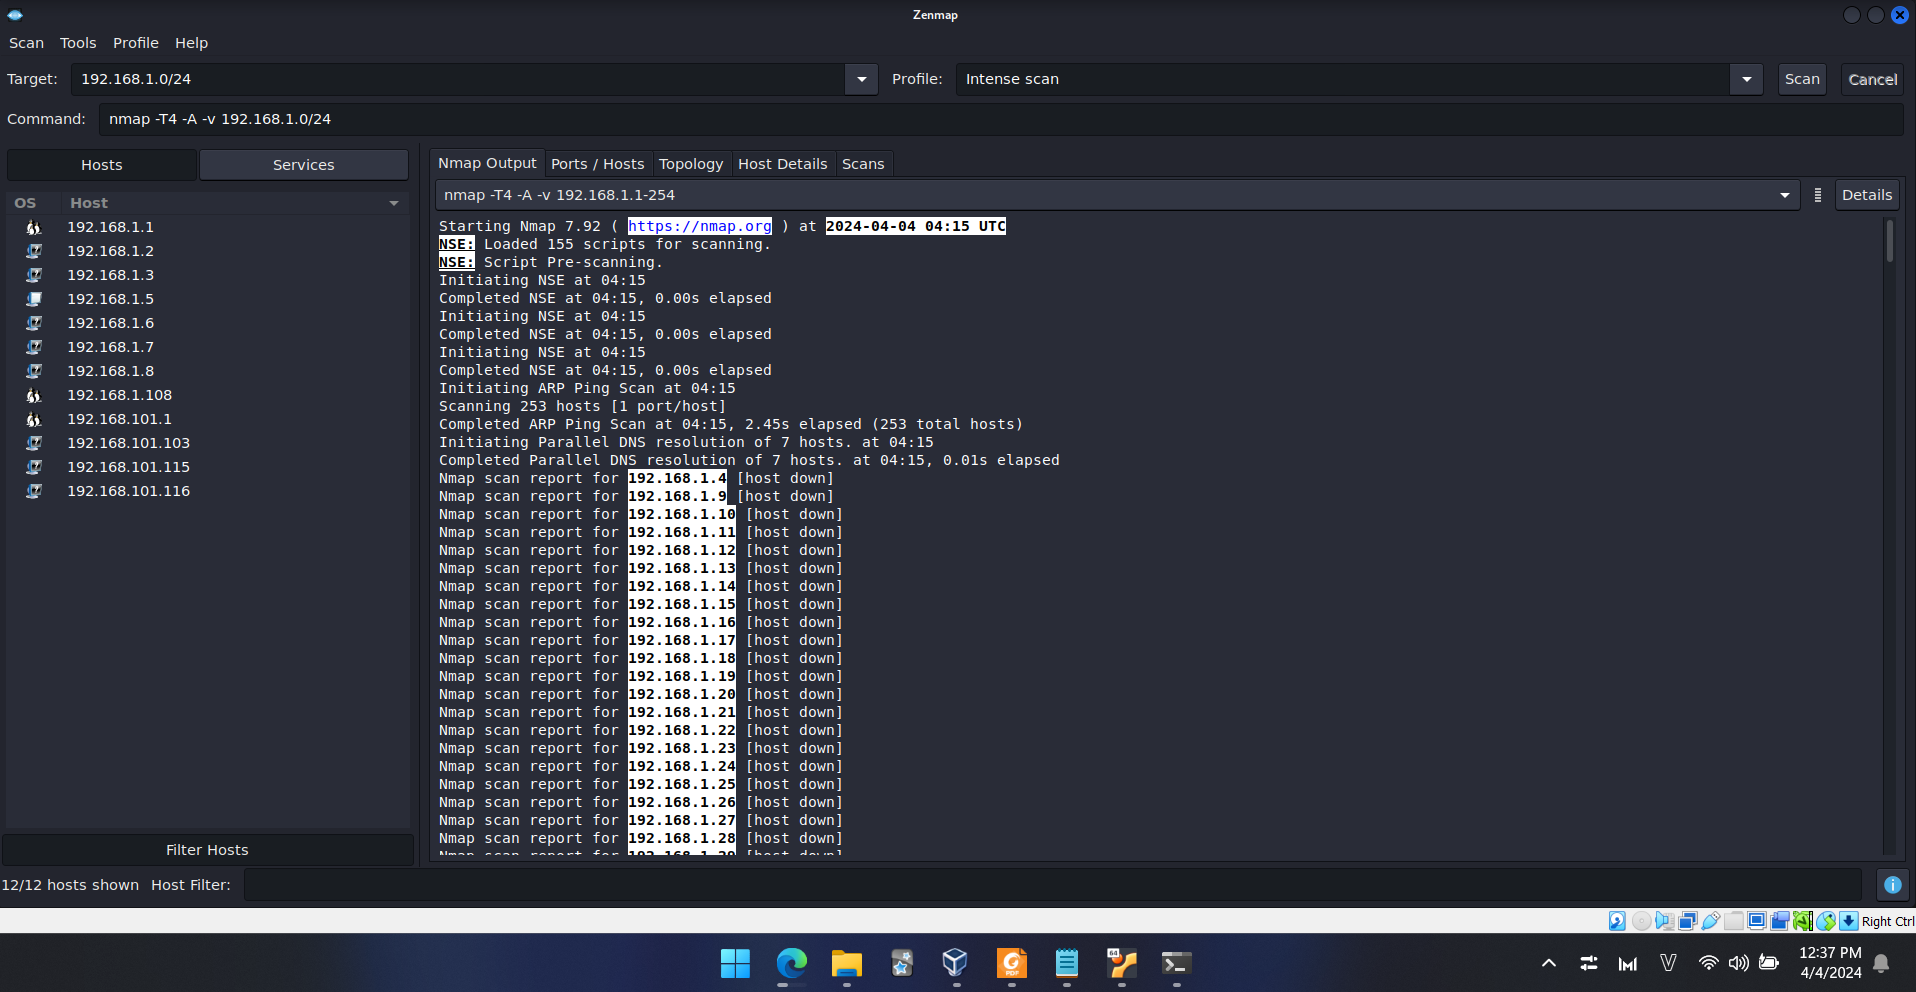 Zenmap
Scan Tools Profile Help
Target: 192.168.1.0/24 Profile: Intense scan Scan Cancel
Command: nmap -T4 -A -v 192.168.1.0/24
Hosts Services
OS Host
192.168.1.1
192.168.1.2
192.168.1.3
192.168.1.5
192.168.1.6
192.168.1.7
192.168.1.8
192.168.1.108
192.168.101.1
192.168.101.103
192.168.101.115
192.168.101.116
Filter Hosts
Nmap Output Ports / Hosts Topology Host Details Scans
nmap -T4 -A -v 192.168.1.1-254 Details
Starting Nmap 7.92 ( https://nmap.org ) at 2024-04-04 04:15 UTC
NSE: Loaded 155 scripts for scanning.
NSE: Script Pre-scanning.
Initiating NSE at 04:15
Completed NSE at 04:15, 0.00s elapsed
Initiating NSE at 04:15
Completed NSE at 04:15, 0.00s elapsed
Initiating NSE at 04:15
Completed NSE at 04:15, 0.00s elapsed
Initiating ARP Ping Scan at 04:15
Scanning 253 hosts [1 port/host]
Completed ARP Ping Scan at 04:15, 2.45s elapsed (253 total hosts)
Initiating Parallel DNS resolution of 7 hosts. at 04:15
Completed Parallel DNS resolution of 7 hosts. at 04:15, 0.01s elapsed
Nmap scan report for 192.168.1.4 [host down]
Nmap scan report for 192.168.1.9 [host down]
Nmap scan report for 192.168.1.10 [host down]
Nmap scan report for 192.168.1.11 [host down]
Nmap scan report for 192.168.1.12 [host down]
Nmap scan report for 192.168.1.13 [host down]
Nmap scan report for 192.168.1.14 [host down]
Nmap scan report for 192.168.1.15 [host down]
Nmap scan report for 192.168.1.16 [host down]
Nmap scan report for 192.168.1.17 [host down]
Nmap scan report for 192.168.1.18 [host down]
Nmap scan report for 192.168.1.19 [host down]
Nmap scan report for 192.168.1.20 [host down]
Nmap scan report for 192.168.1.21 [host down]
Nmap scan report for 192.168.1.22 [host down]
Nmap scan report for 192.168.1.23 [host down]
Nmap scan report for 192.168.1.24 [host down]
Nmap scan report for 192.168.1.25 [host down]
Nmap scan report for 192.168.1.26 [host down]
Nmap scan report for 192.168.1.27 [host down]
Nmap scan report for 192.168.1.28 [host down]
Nmap scan report for 192.168.1.29 [host down]
12/12 hosts shown Host Filter:
Right Ctrl
12:37 PM
4/4/2024